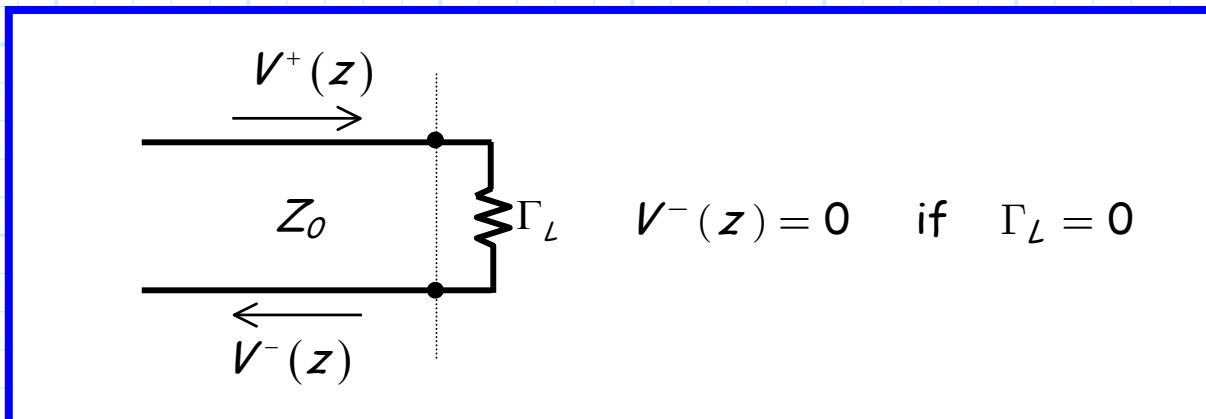 V⁺(z)
Z₀ Γ_L V⁻(z) = 0 if Γ_L = 0
V⁻(z)